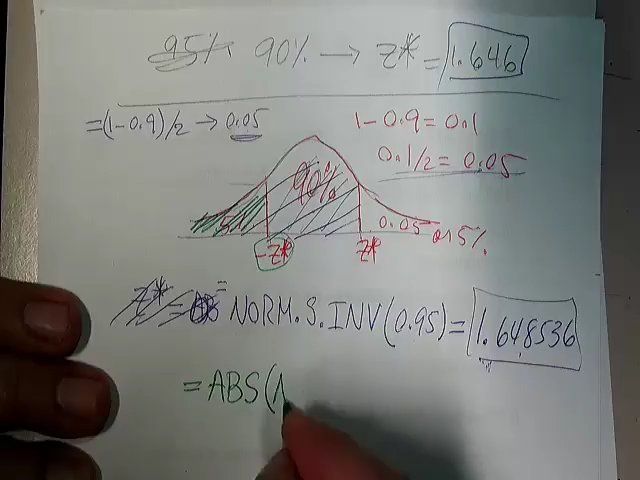 95% 90% → z* = 1.646
=(1-0.9)/2 → 0.05
1-0.9=0.1
0.1/2=0.05
90%
5%
0.05 or 5%
-z* z*
z* = =NORM.S.INV(0.95)=1.648536
=ABS(